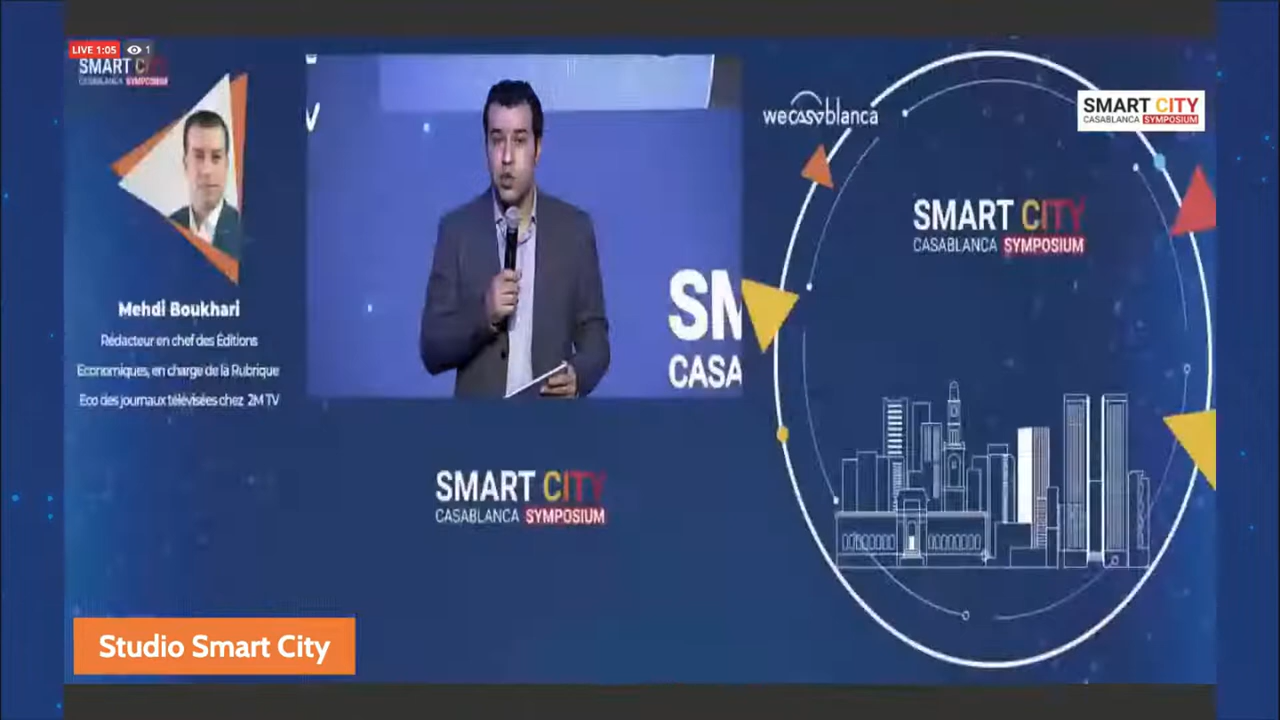 LIVE 1:05 1
SMART CITY
CASABLANCA SYMPOSIUM
Mehdi Boukhari
Rédacteur en chef des Éditions
Economiques, en charge de la Rubrique
Eco des journaux télévisées chez 2M TV
SM
CASA
SMART CITY
CASABLANCA SYMPOSIUM
Studio Smart City
wecasablanca
SMART CITY
CASABLANCA SYMPOSIUM
SMART CITY
CASABLANCA SYMPOSIUM